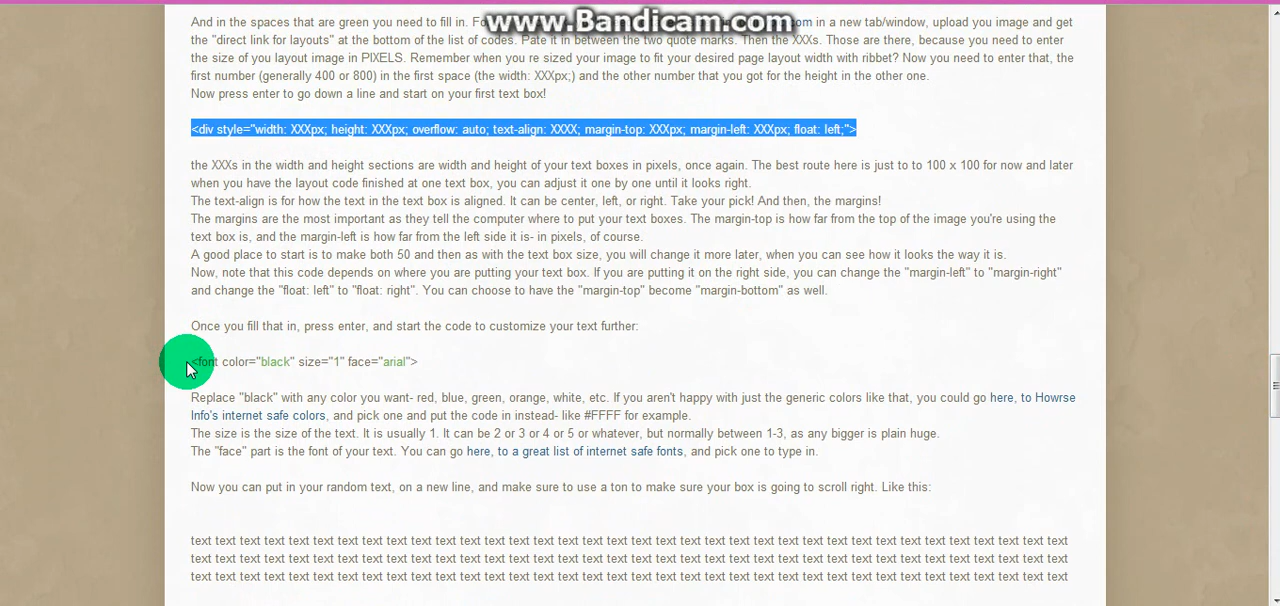 www.Bandicam.com
And in the spaces that are green you need to fill in. Fo com in a new tab/window, upload you image and get
the "direct link for layouts" at the bottom of the list of codes. Pate it in between the two quote marks. Then the XXXs. Those are there, because you need to enter
the size of you layout image in PIXELS. Remember when you re sized your image to fit your desired page layout width with ribbet? Now you need to enter that, the
first number (generally 400 or 800) in the first space (the width: XXXpx;) and the other number that you got for the height in the other one.
Now press enter to go down a line and start on your first text box!
<div style="width: XXXpx; height: XXXpx; overflow: auto; text-align: XXXX; margin-top: XXXpx; margin-left: XXXpx; float: left;">
the XXXs in the width and height sections are width and height of your text boxes in pixels, once again. The best route here is just to to 100 x 100 for now and later
when you have the layout code finished at one text box, you can adjust it one by one until it looks right.
The text-align is for how the text in the text box is aligned. It can be center, left, or right. Take your pick! And then, the margins!
The margins are the most important as they tell the computer where to put your text boxes. The margin-top is how far from the top of the image you're using the
text box is, and the margin-left is how far from the left side it is- in pixels, of course.
A good place to start is to make both 50 and then as with the text box size, you will change it more later, when you can see how it looks the way it is.
Now, note that this code depends on where you are putting your text box. If you are putting it on the right side, you can change the "margin-left" to "margin-right"
and change the "float: left" to "float: right". You can choose to have the "margin-top" become "margin-bottom" as well.
Once you fill that in, press enter, and start the code to customize your text further:
<font color="black" size="1" face="arial">
Replace "black" with any color you want- red, blue, green, orange, white, etc. If you aren't happy with just the generic colors like that, you could go here, to Howrse
Info's internet safe colors, and pick one and put the code in instead- like #FFFF for example.
The size is the size of the text. It is usually 1. It can be 2 or 3 or 4 or 5 or whatever, but normally between 1-3, as any bigger is plain huge.
The "face" part is the font of your text. You can go here, to a great list of internet safe fonts, and pick one to type in.
Now you can put in your random text, on a new line, and make sure to use a ton to make sure your box is going to scroll right. Like this:
text text text text text text text text text text text text text text text text text text text text text text text text text text text text text text text text text text text text
text text text text text text text text text text text text text text text text text text text text text text text text text text text text text text text text text text text text
text text text text text text text text text text text text text text text text text text text text text text text text text text text text text text text text text text text text